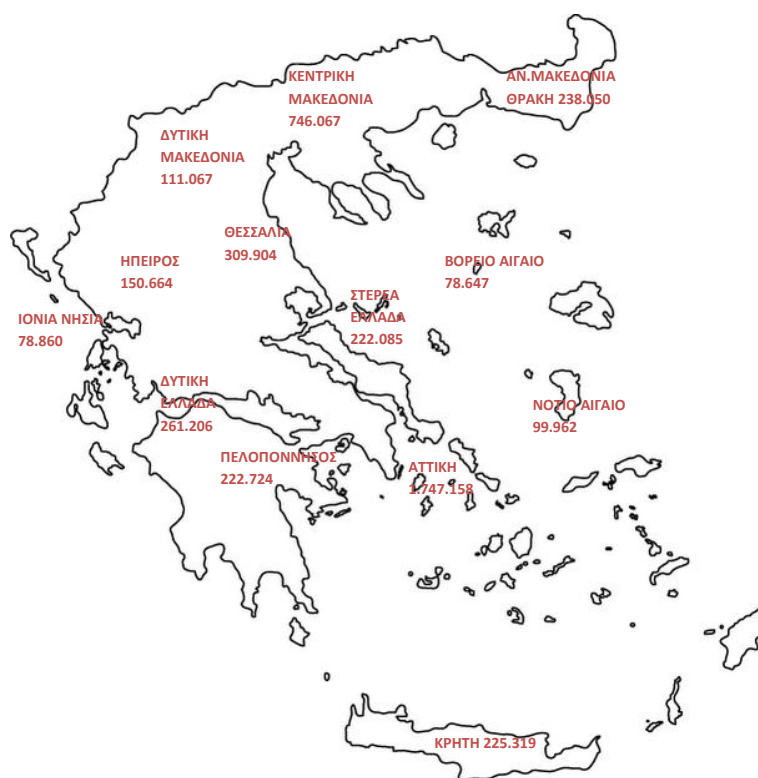 ΚΕΝΤΡΙΚΗ
ΜΑΚΕΔΟΝΙΑ
746.067
ΑΝ.ΜΑΚΕΔΟΝΙΑ
ΘΡΑΚΗ 238.050
ΔΥΤΙΚΗ
ΜΑΚΕΔΟΝΙΑ
111.067
ΘΕΣΣΑΛΙΑ
309.904
ΗΠΕΙΡΟΣ
150.664
ΒΟΡΕΙΟ ΑΙΓΑΙΟ
78.647
ΣΤΕΡΕΑ
ΕΛΛΑΔΑ
222.085
ΙΟΝΙΑ ΝΗΣΙΑ
78.860
ΔΥΤΙΚΗ
ΕΛΛΑΔΑ
261.206
ΝΟΤΙΟ ΑΙΓΑΙΟ
99.962
ΠΕΛΟΠΟΝΝΗΣΟΣ
222.724
ΑΤΤΙΚΗ
1.747.158
ΚΡΗΤΗ 225.319